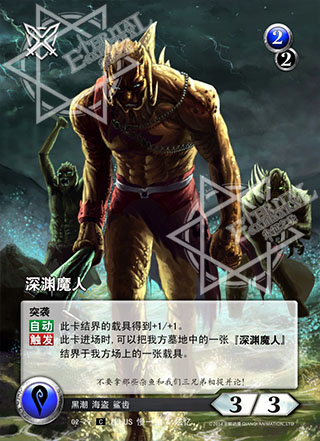 ETERNAL
ETERNAL
2
2
深渊魔人
突袭
自动 此卡结界的载具得到+1/+1。
触发 此卡进场时，可以把我方墓地中的一张『深渊魔人』
结界于我方场上的一张载具。
不要拿那些杂鱼和我们三兄弟相提并论！
黑潮 海盗 鲨齿
3 / 3